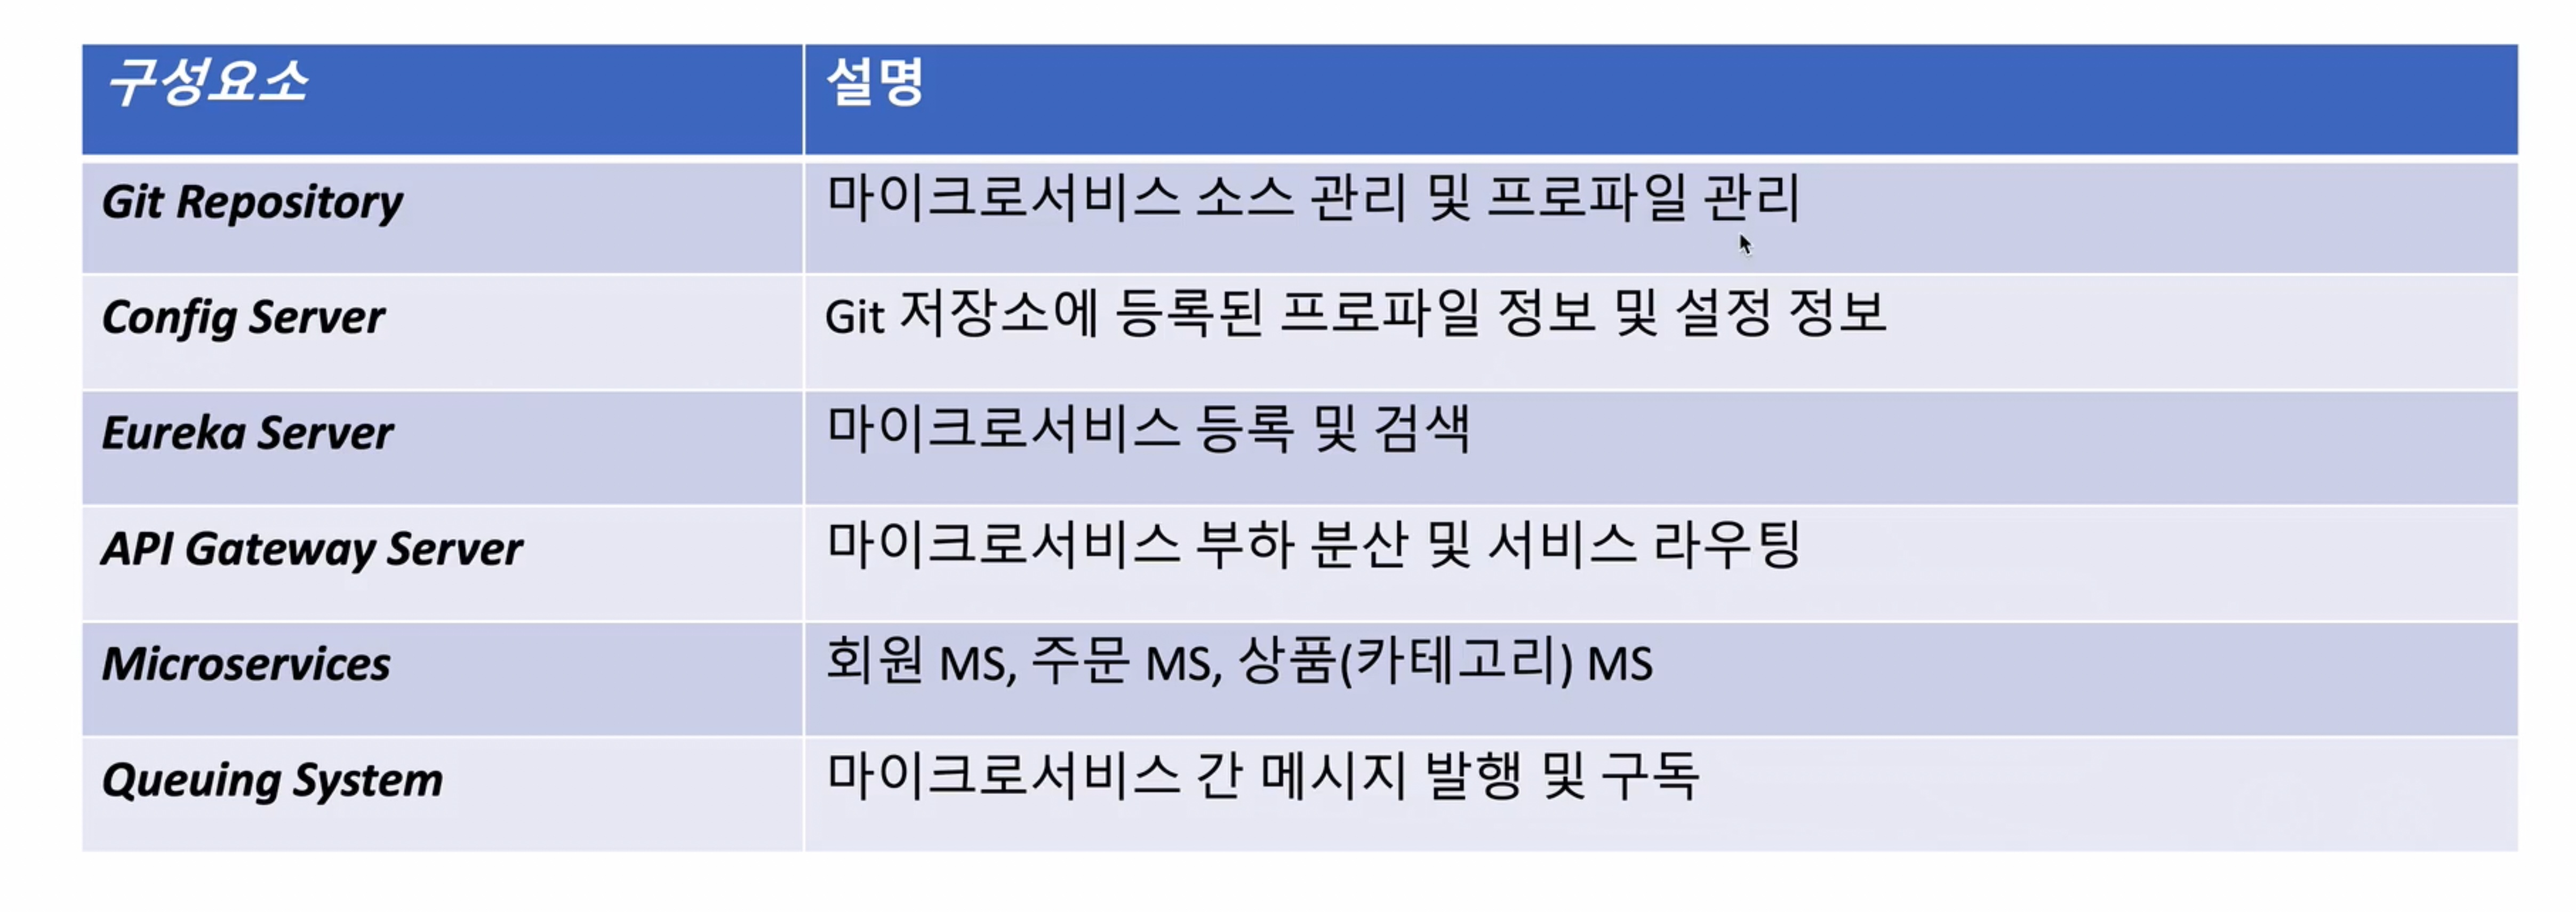 구성요소 설명
Git Repository 마이크로서비스 소스 관리 및 프로파일 관리
Config Server Git 저장소에 등록된 프로파일 정보 및 설정 정보
Eureka Server 마이크로서비스 등록 및 검색
API Gateway Server 마이크로서비스 부하 분산 및 서비스 라우팅
Microservices 회원 MS, 주문 MS, 상품(카테고리) MS
Queuing System 마이크로서비스 간 메시지 발행 및 구독